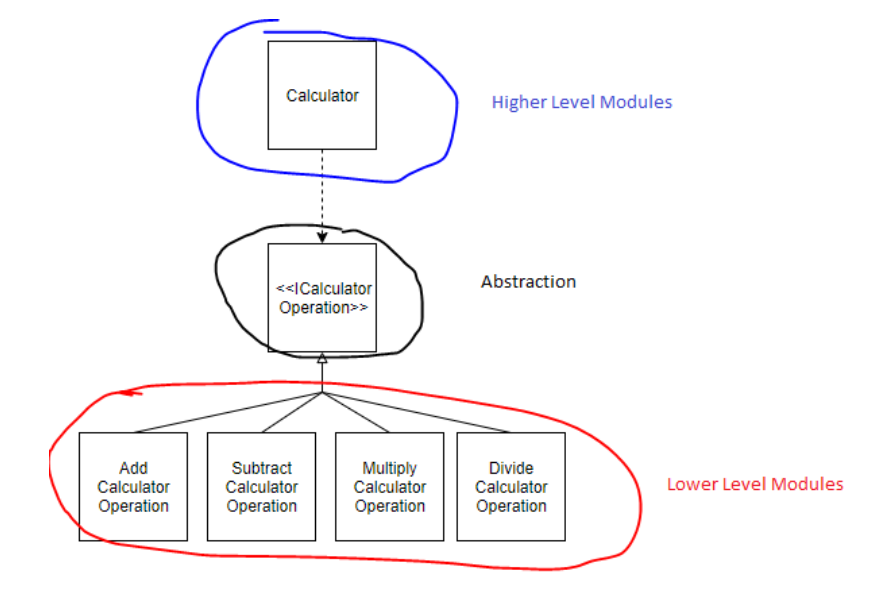 Calculator
Higher Level Modules
<<ICalculator
Operation>>
Abstraction
Add
Calculator
Operation
Subtract
Calculator
Operation
Multiply
Calculator
Operation
Divide
Calculator
Operation
Lower Level Modules